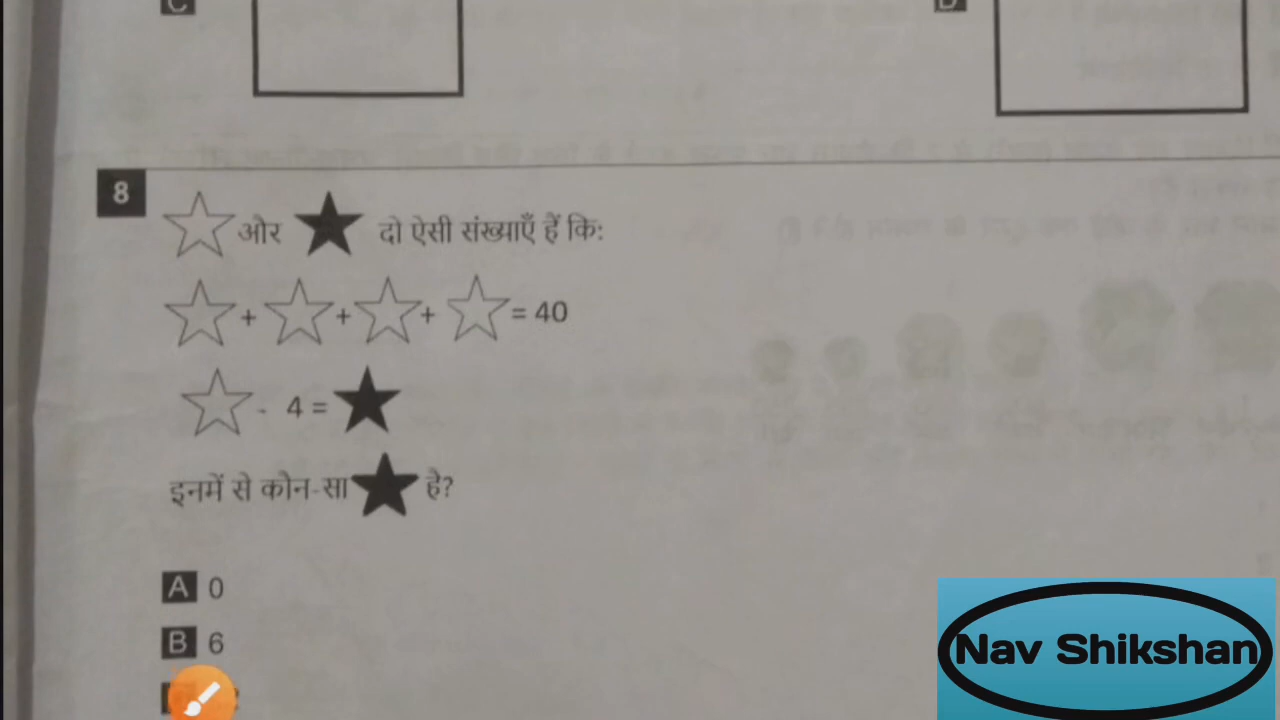 C
D
8
और दो ऐसी संख्याएँ हैं कि:
+ + + = 40
- 4 =
इनमें से कौन-सा है?
A 0
B 6
Nav Shikshan